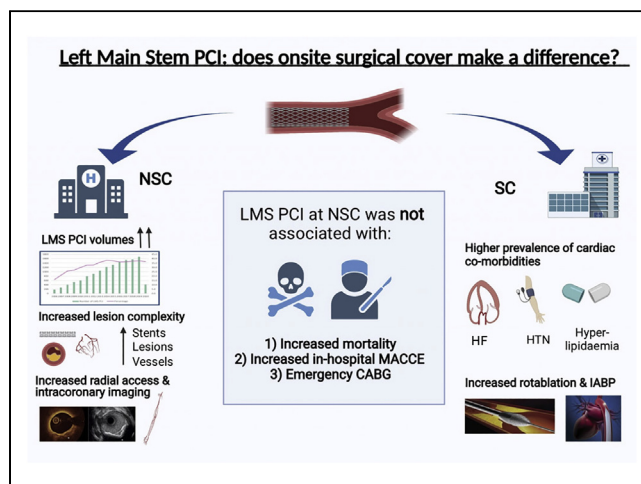 Left Main Stem PCI: does onsite surgical cover make a difference?
H
NSC
SC
LMS PCI volumes
LMS PCI at NSC was not
associated with:
1) Increased mortality
2) Increased in-hospital MACCE
3) Emergency CABG
Increased lesion complexity
Stents
Lesions
Vessels
Increased radial access &
intracoronary imaging
Higher prevalence of cardiac
co-morbidities
HF
HTN
Hyper-
lipidaemia
Increased rotablation & IABP